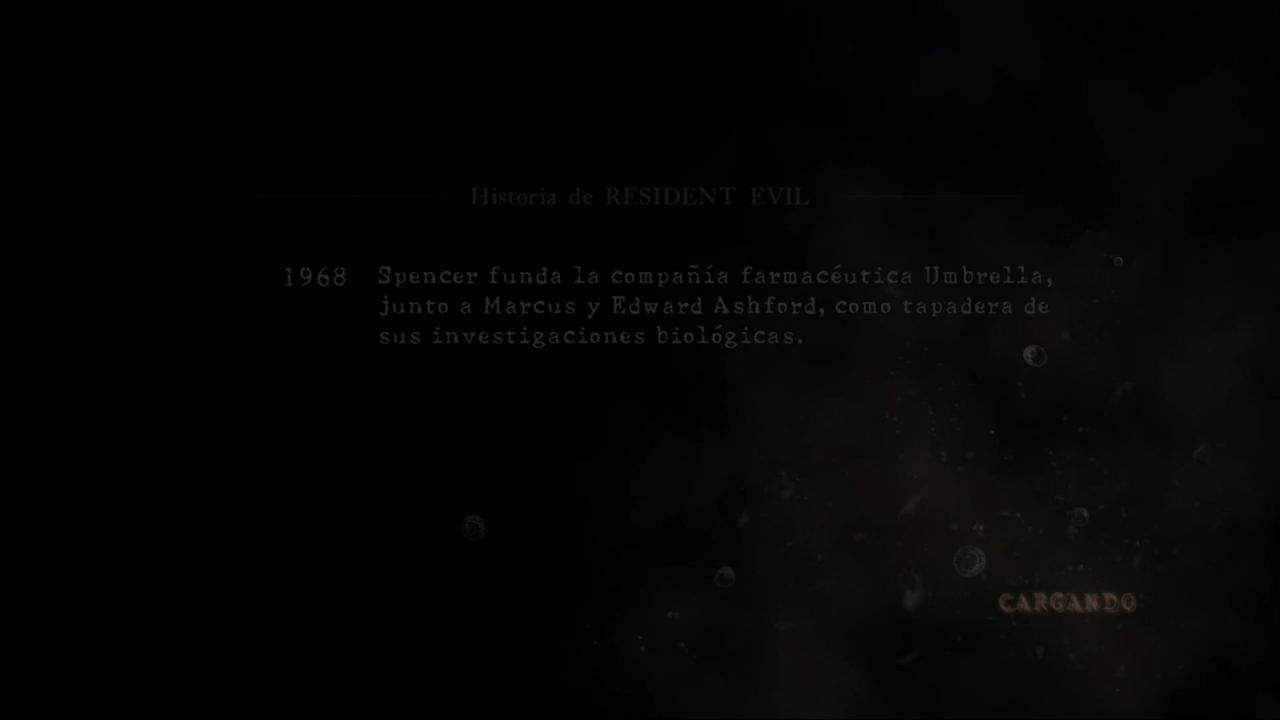 Historia de RESIDENT EVIL
1968 Spencer funda la compañía farmacéutica Umbrella,
junto a Marcus y Edward Ashford, como tapadera de
sus investigaciones biológicas.
CARGANDO